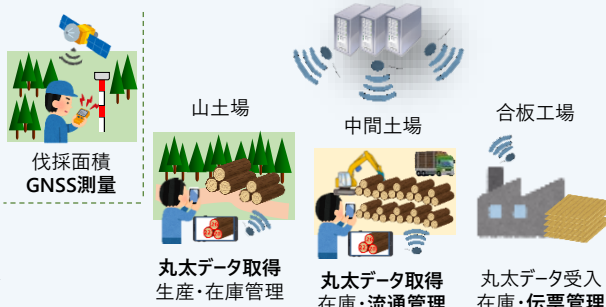 伐採面積
GNSS測量
山土場
丸太データ取得
生産・在庫管理
中間土場
丸太データ取得
在庫・流通管理
合板工場
丸太データ受入
在庫・伝票管理